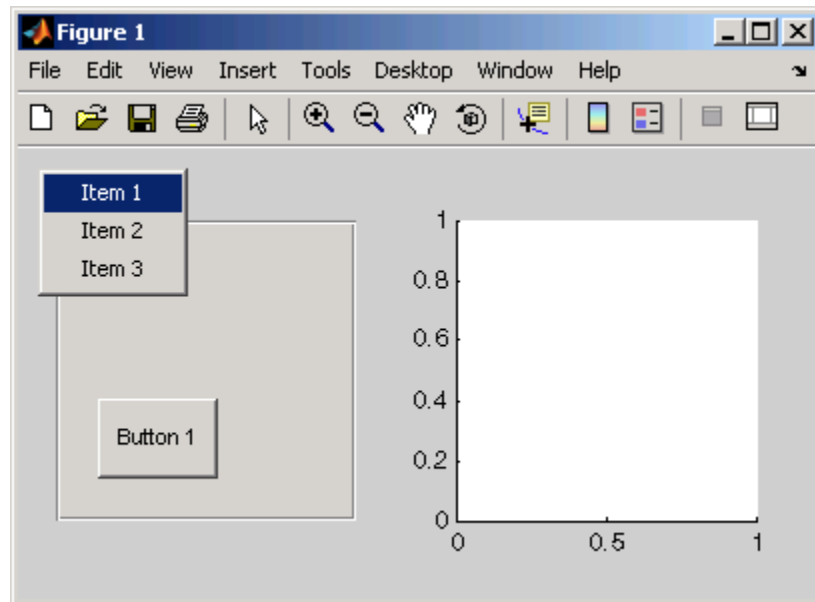 Figure 1
File Edit View Insert Tools Desktop Window Help
Item 1
Item 2
Item 3
Button 1
1
0.8
0.6
0.4
0.2
0
0 0.5 1